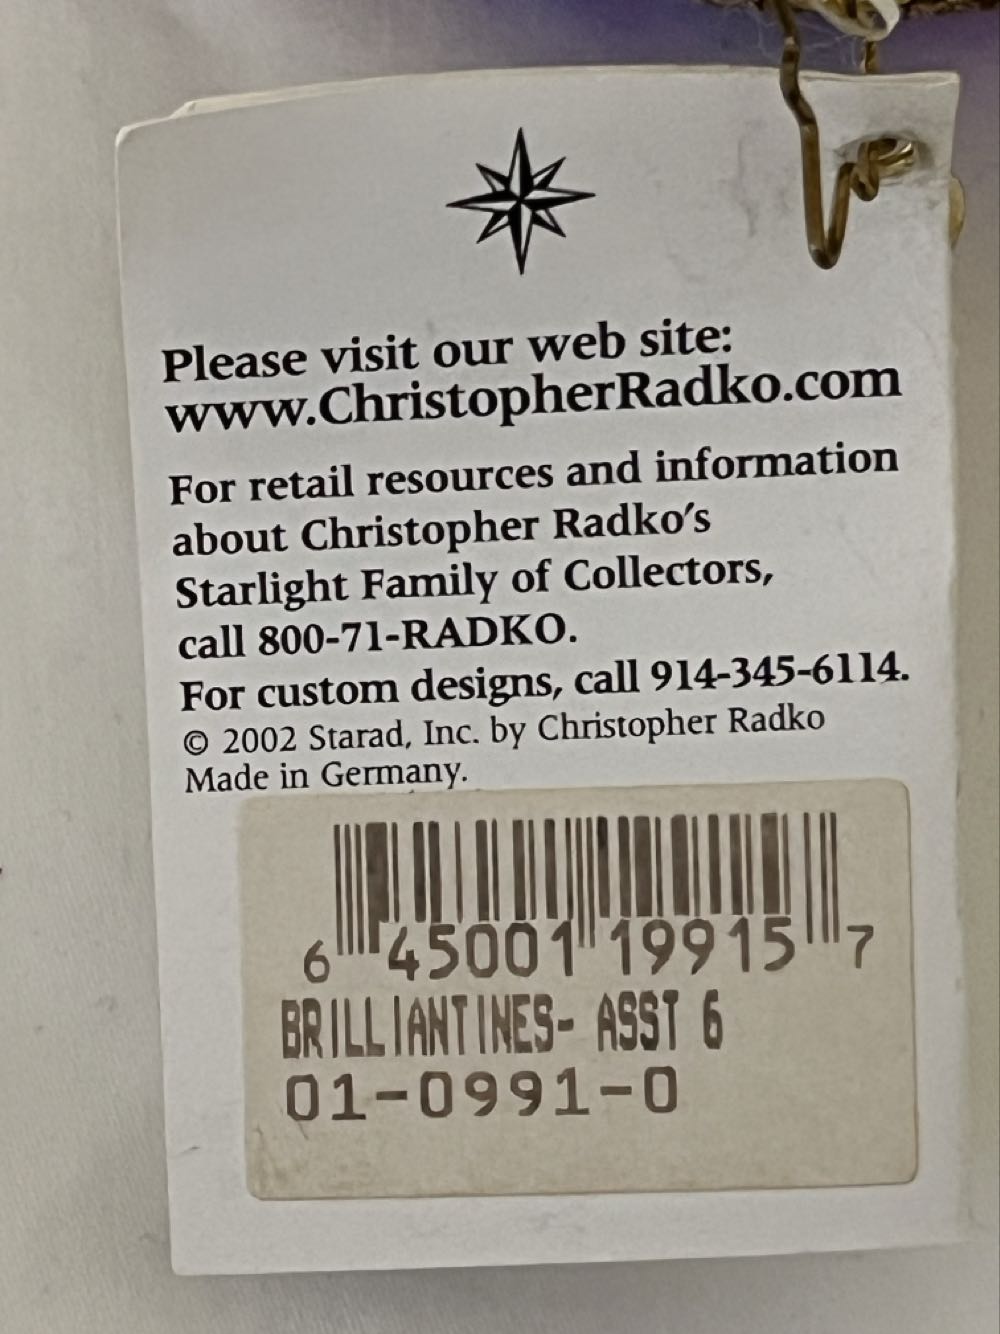 Please visit our web site:
www.ChristopherRadko.com
For retail resources and information
about Christopher Radko's
Starlight Family of Collectors,
call 800-71-RADKO.
For custom designs, call 914-345-6114.
© 2002 Starad, Inc. by Christopher Radko
Made in Germany.
6 45001 19915 7
BRILLIANTINES- ASST 6
01-0991-0